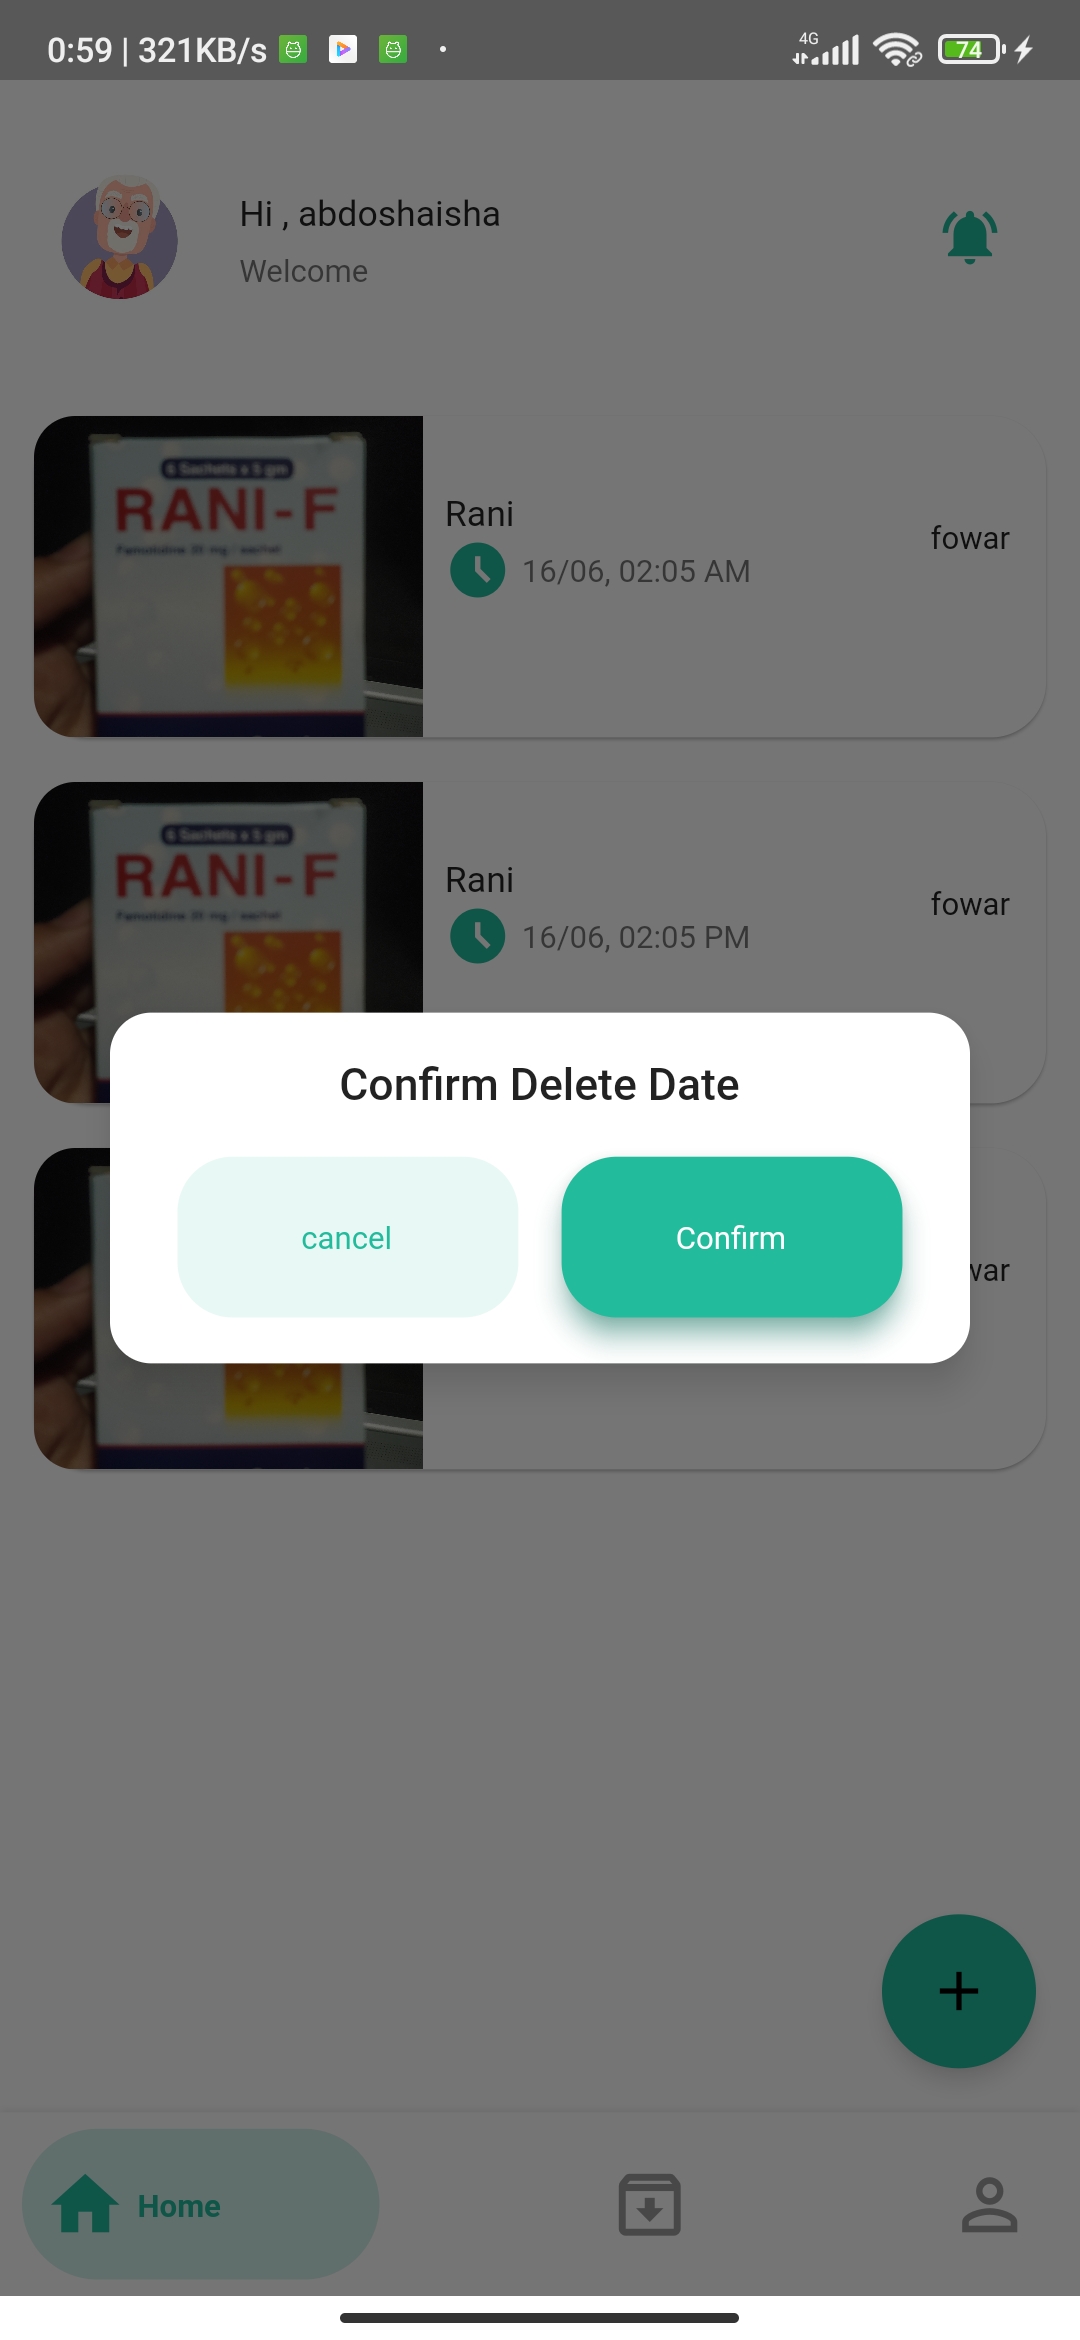 0:59 | 321KB/s
4G
74
Hi , abdoshaisha
Welcome
6 Sachets x 5 gm
RANI-F
Famotidine 20 mg / sachet
Rani
16/06, 02:05 AM
fowar
6 Sachets x 5 gm
RANI-F
Famotidine 20 mg / sachet
Rani
16/06, 02:05 PM
fowar
Confirm Delete Date
cancel
Confirm
war
Home